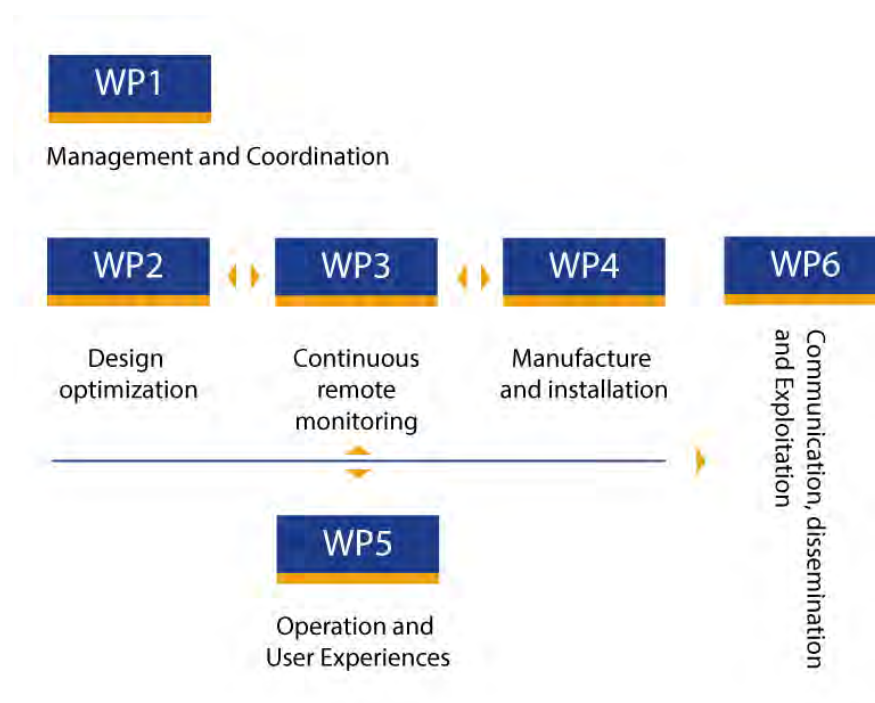 WP1
Management and Coordination
WP2
WP3
WP4
WP6
Design
optimization
Continuous
remote
monitoring
Manufacture
and installation
Communication, dissemination
and Exploitation
WP5
Operation and
User Experiences